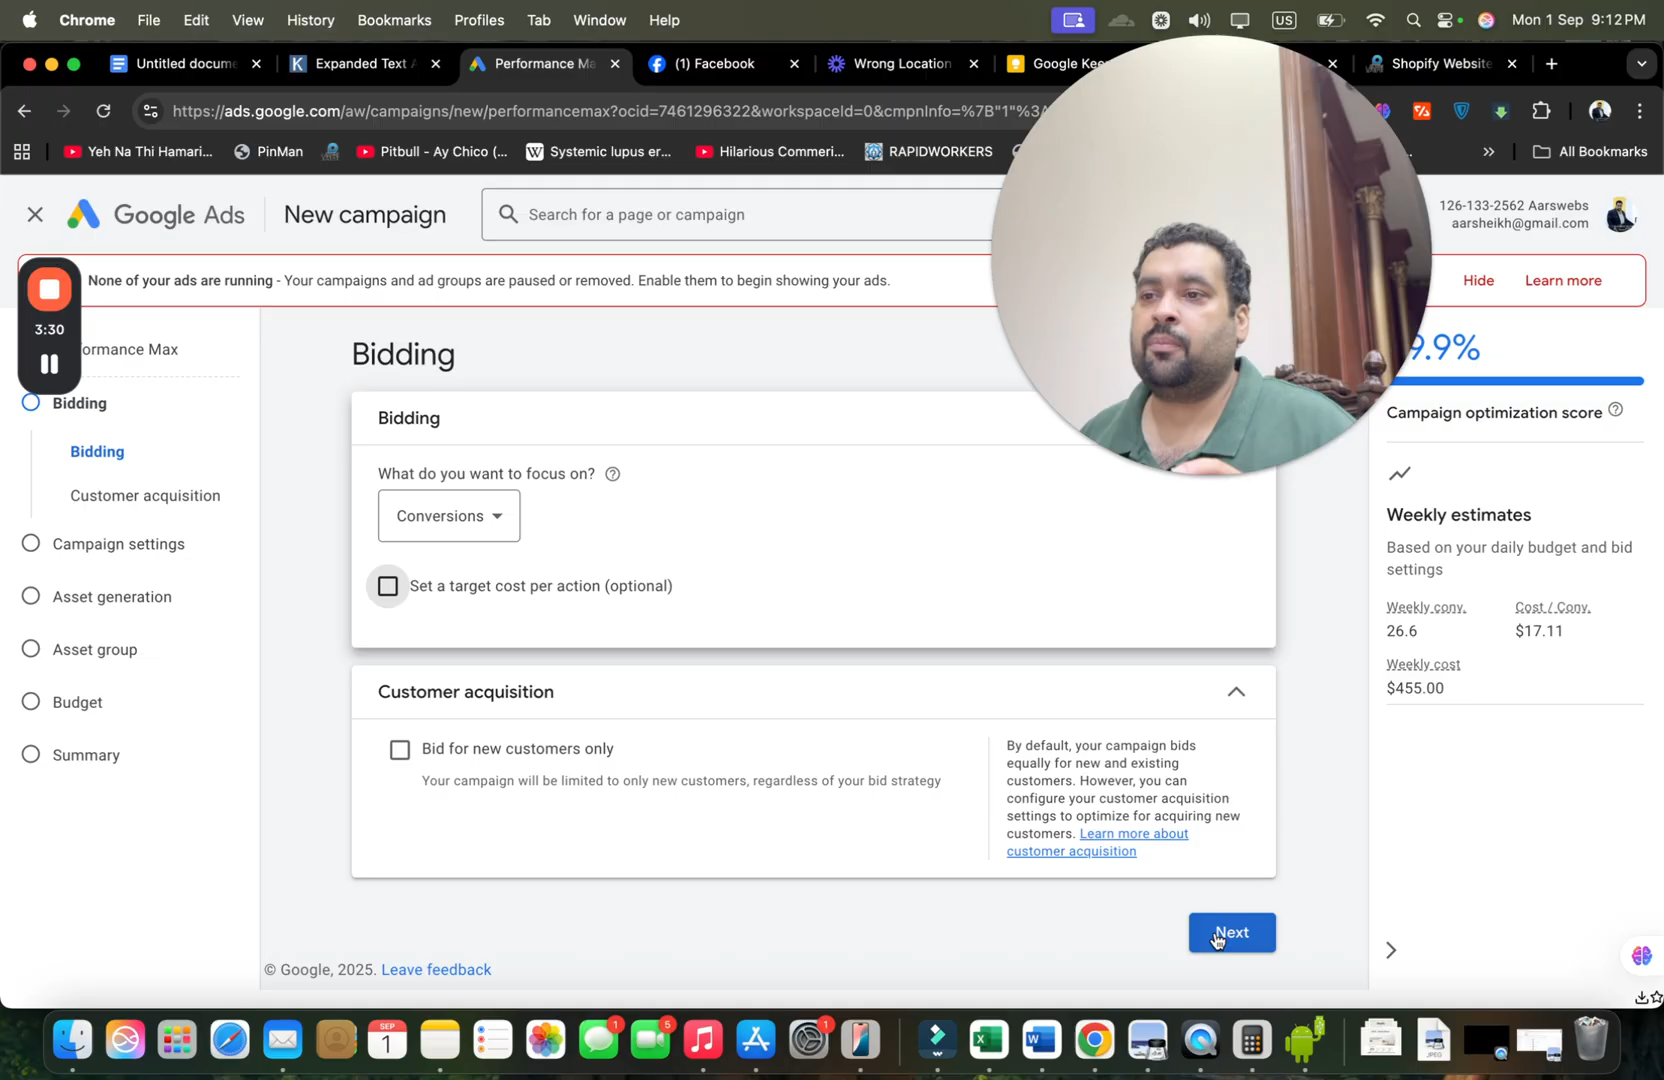 Chrome File Edit View History Bookmarks Profiles Tab Window Help US Mon 1 Sep 9:12 PM
Untitled docume Expanded Text Performance Ma (1) Facebook Wrong Location Google Kee Shopify Website
https://ads.google.com/aw/campaigns/new/performancemax?ocid=7461296322&workspaceId=0&cmpnInfo=%7B"1"%3
Yeh Na Thi Hamari... PinMan Pitbull - Ay Chico (... Systemic lupus er... Hilarious Commeri... RAPIDWORKERS All Bookmarks
Google Ads New campaign Search for a page or campaign
126-133-2562 Aarswebs
aarsheikh@gmail.com
None of your ads are running - Your campaigns and ad groups are paused or removed. Enable them to begin showing your ads. Hide Learn more
3:30
formance Max
Bidding
Bidding
Customer acquisition
Campaign settings
Asset generation
Asset group
Budget
Summary
Bidding
Bidding
What do you want to focus on?
Conversions
Set a target cost per action (optional)
Customer acquisition
Bid for new customers only
Your campaign will be limited to only new customers, regardless of your bid strategy
By default, your campaign bids
equally for new and existing
customers. However, you can
configure your customer acquisition
settings to optimize for acquiring new
customers. Learn more about
customer acquisition
Next
© Google, 2025. Leave feedback
9.9%
Campaign optimization score
Weekly estimates
Based on your daily budget and bid
settings
Weekly conv. Cost / Conv.
26.6 $17.11
Weekly cost
$455.00
SEP
1
1
5
1
JPEG